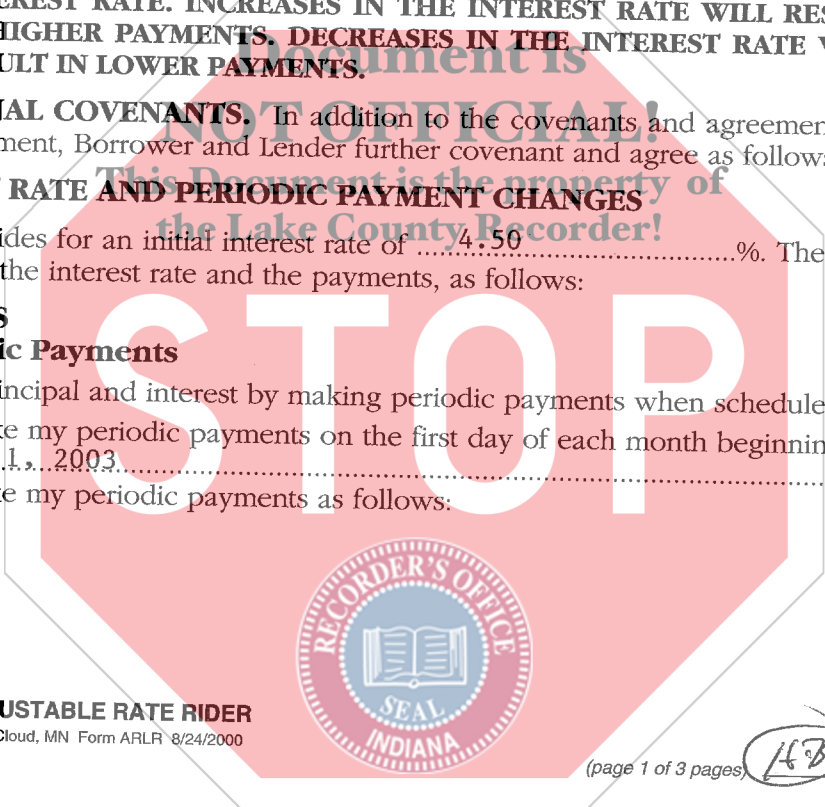 EREST RATE. INCREASES IN THE INTEREST RATE WILL RES
HIGHER PAYMENTS. DECREASES IN THE INTEREST RATE
ULT IN LOWER PAYMENTS.
Document is
NOT OFFICIAL!
This Document is the property of
the Lake County Recorder!
IAL COVENANTS. In addition to the covenants and agreemen
ment, Borrower and Lender further covenant and agree as follow
RATE AND PERIODIC PAYMENT CHANGES
ides for an initial interest rate of ....4.50....%. The
the interest rate and the payments, as follows:
S
ic Payments
incipal and interest by making periodic payments when schedule
e my periodic payments on the first day of each month beginnin
1, 2003
e my periodic payments as follows:
STOP
RECORDER'S OFFICE
SEAL
INDIANA
USTABLE RATE RIDER
Cloud, MN Form ARLR 8/24/2000
(page 1 of 3 pages)
HB